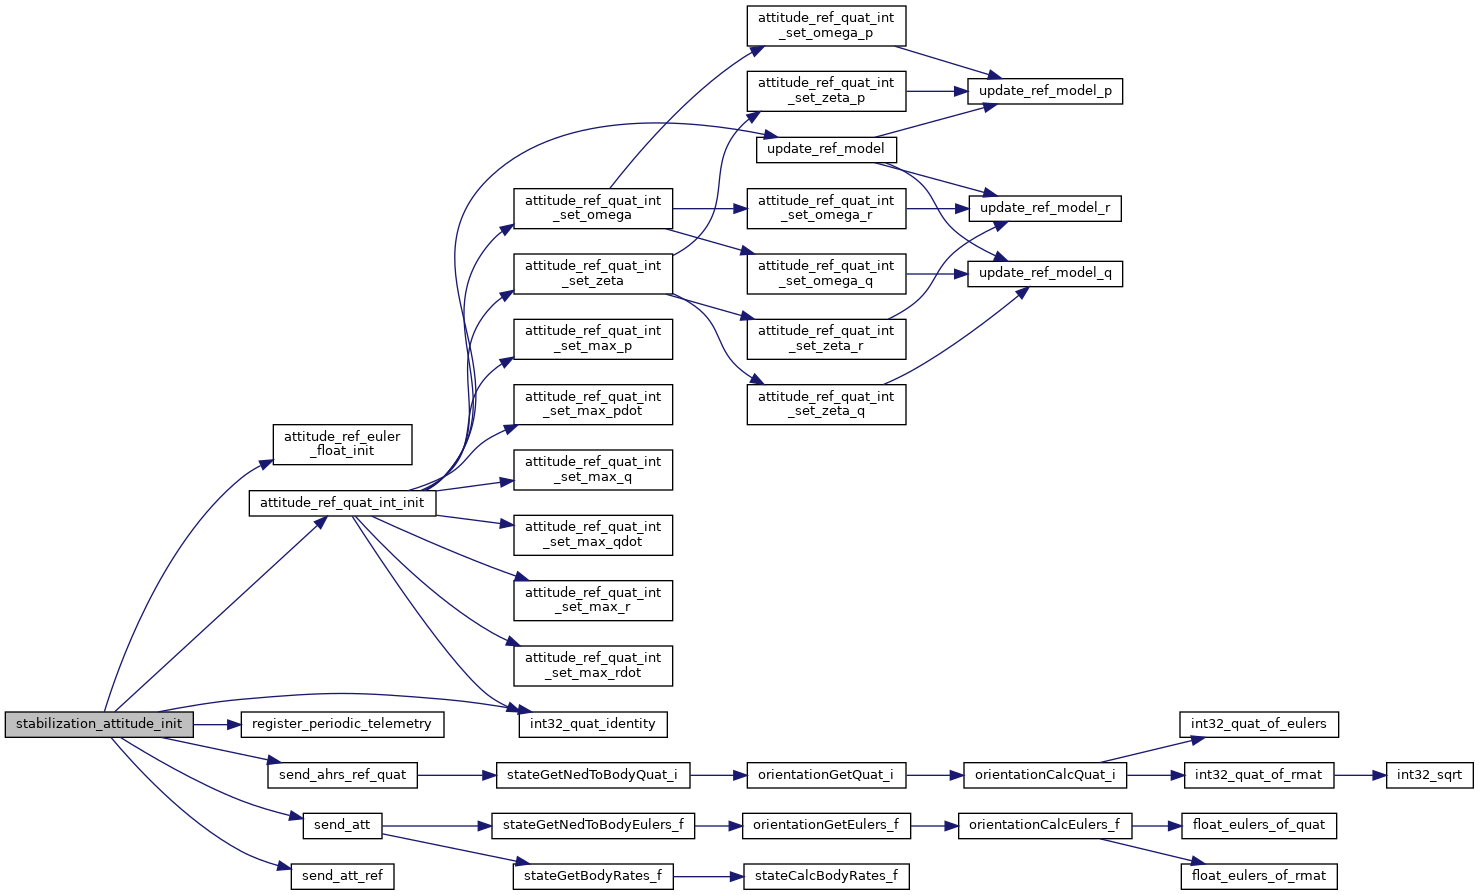 attitude_ref_quat_int
_set_omega_p
attitude_ref_quat_int
_set_zeta_p
update_ref_model_p
update_ref_model
attitude_ref_quat_int
_set_omega
attitude_ref_quat_int
_set_omega_r
update_ref_model_r
attitude_ref_quat_int
_set_zeta
attitude_ref_quat_int
_set_omega_q
update_ref_model_q
attitude_ref_quat_int
_set_max_p
attitude_ref_quat_int
_set_zeta_r
attitude_ref_quat_int
_set_max_pdot
attitude_ref_quat_int
_set_zeta_q
attitude_ref_euler
_float_init
attitude_ref_quat_int
_set_max_q
attitude_ref_quat_int_init
attitude_ref_quat_int
_set_max_qdot
attitude_ref_quat_int
_set_max_r
attitude_ref_quat_int
_set_max_rdot
stabilization_attitude_init
register_periodic_telemetry
int32_quat_identity
int32_quat_of_eulers
send_ahrs_ref_quat
stateGetNedToBodyQuat_i
orientationGetQuat_i
orientationCalcQuat_i
int32_quat_of_rmat
int32_sqrt
send_att
stateGetNedToBodyEulers_f
orientationGetEulers_f
orientationCalcEulers_f
float_eulers_of_quat
send_att_ref
stateGetBodyRates_f
stateCalcBodyRates_f
float_eulers_of_rmat